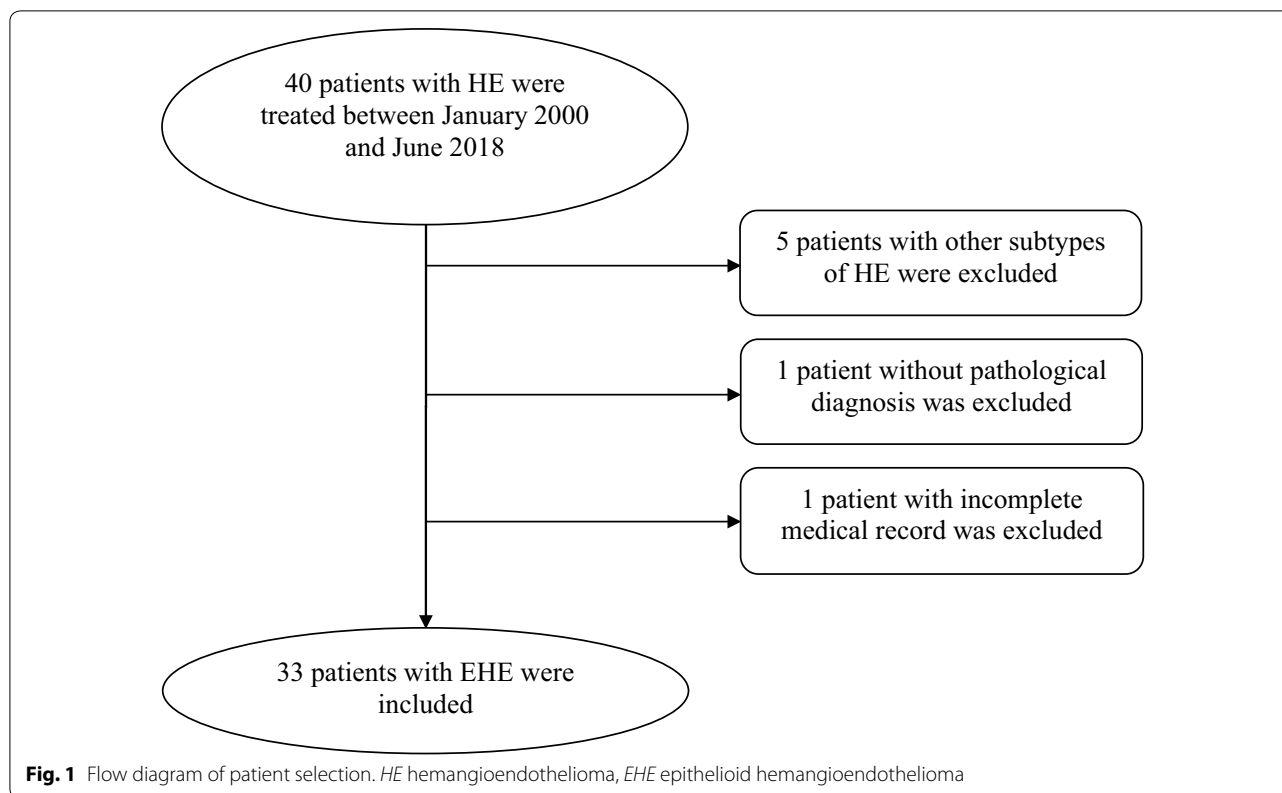 40 patients with HE were
treated between January 2000
and June 2018
5 patients with other subtypes
of HE were excluded
1 patient without pathological
diagnosis was excluded
1 patient with incomplete
medical record was excluded
33 patients with EHE were
included
Fig. 1 Flow diagram of patient selection. HE hemangioendothelioma, EHE epithelioid hemangioendothelioma